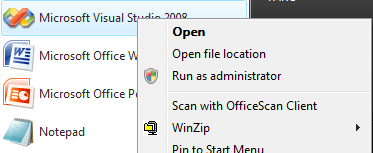 Microsoft Visual Studio 2008
Open
Open file location
Microsoft Office W
Run as administrator
Microsoft Office Po
Scan with OfficeScan Client
WinZip
Notepad
Pin to Start Menu